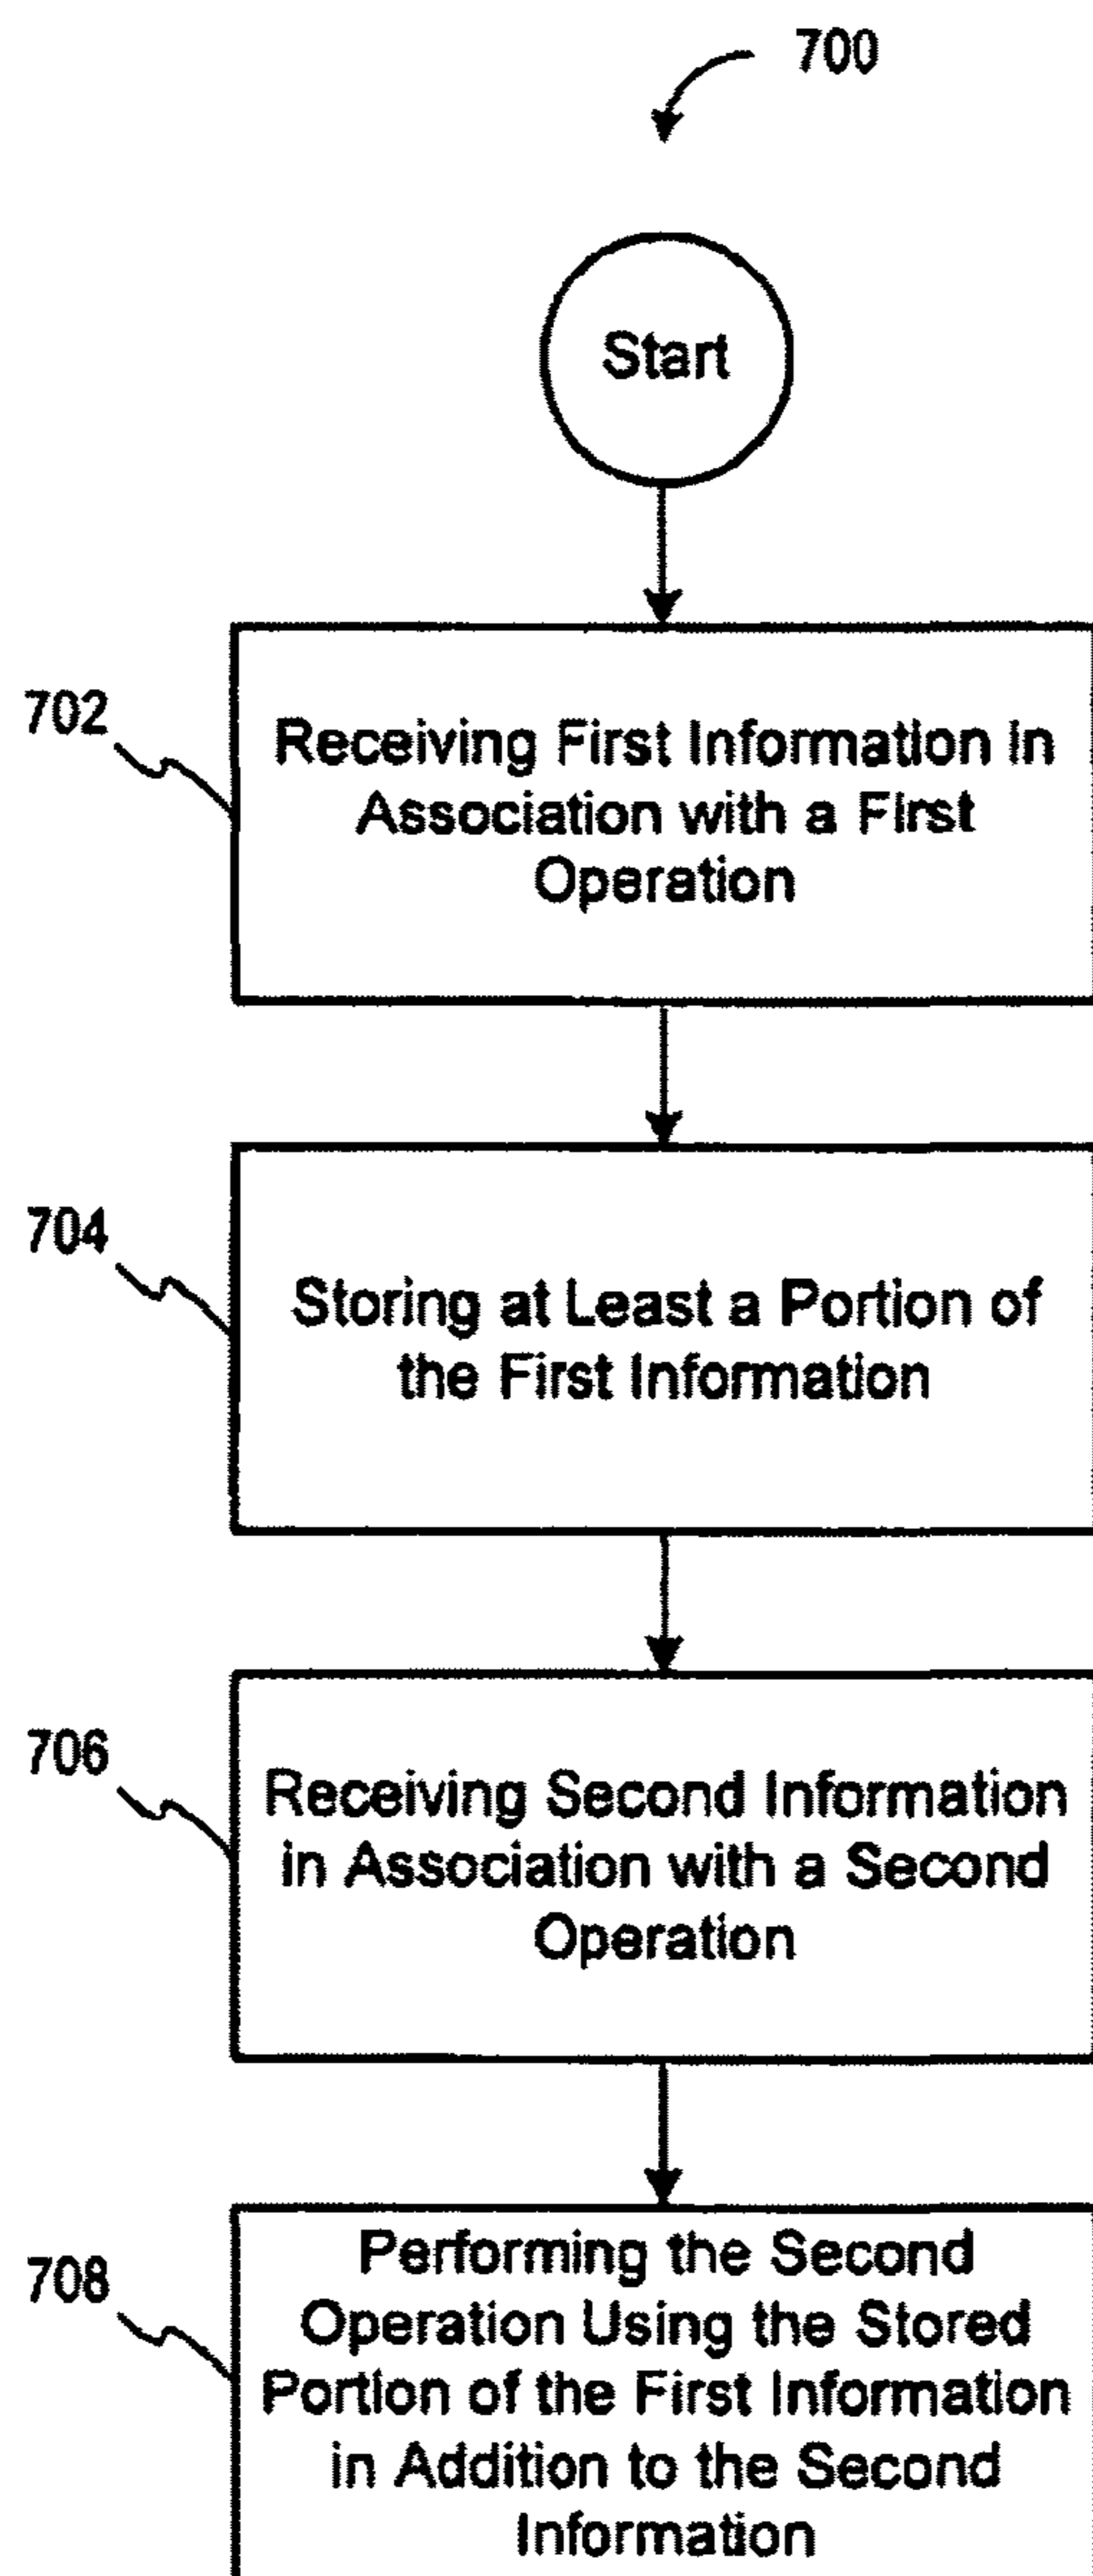 700
Start
702
Receiving First Information in
Association with a First
Operation
704
Storing at Least a Portion of
the First Information
706
Receiving Second Information
in Association with a Second
Operation
708
Performing the Second
Operation Using the Stored
Portion of the First Information
in Addition to the Second
Information